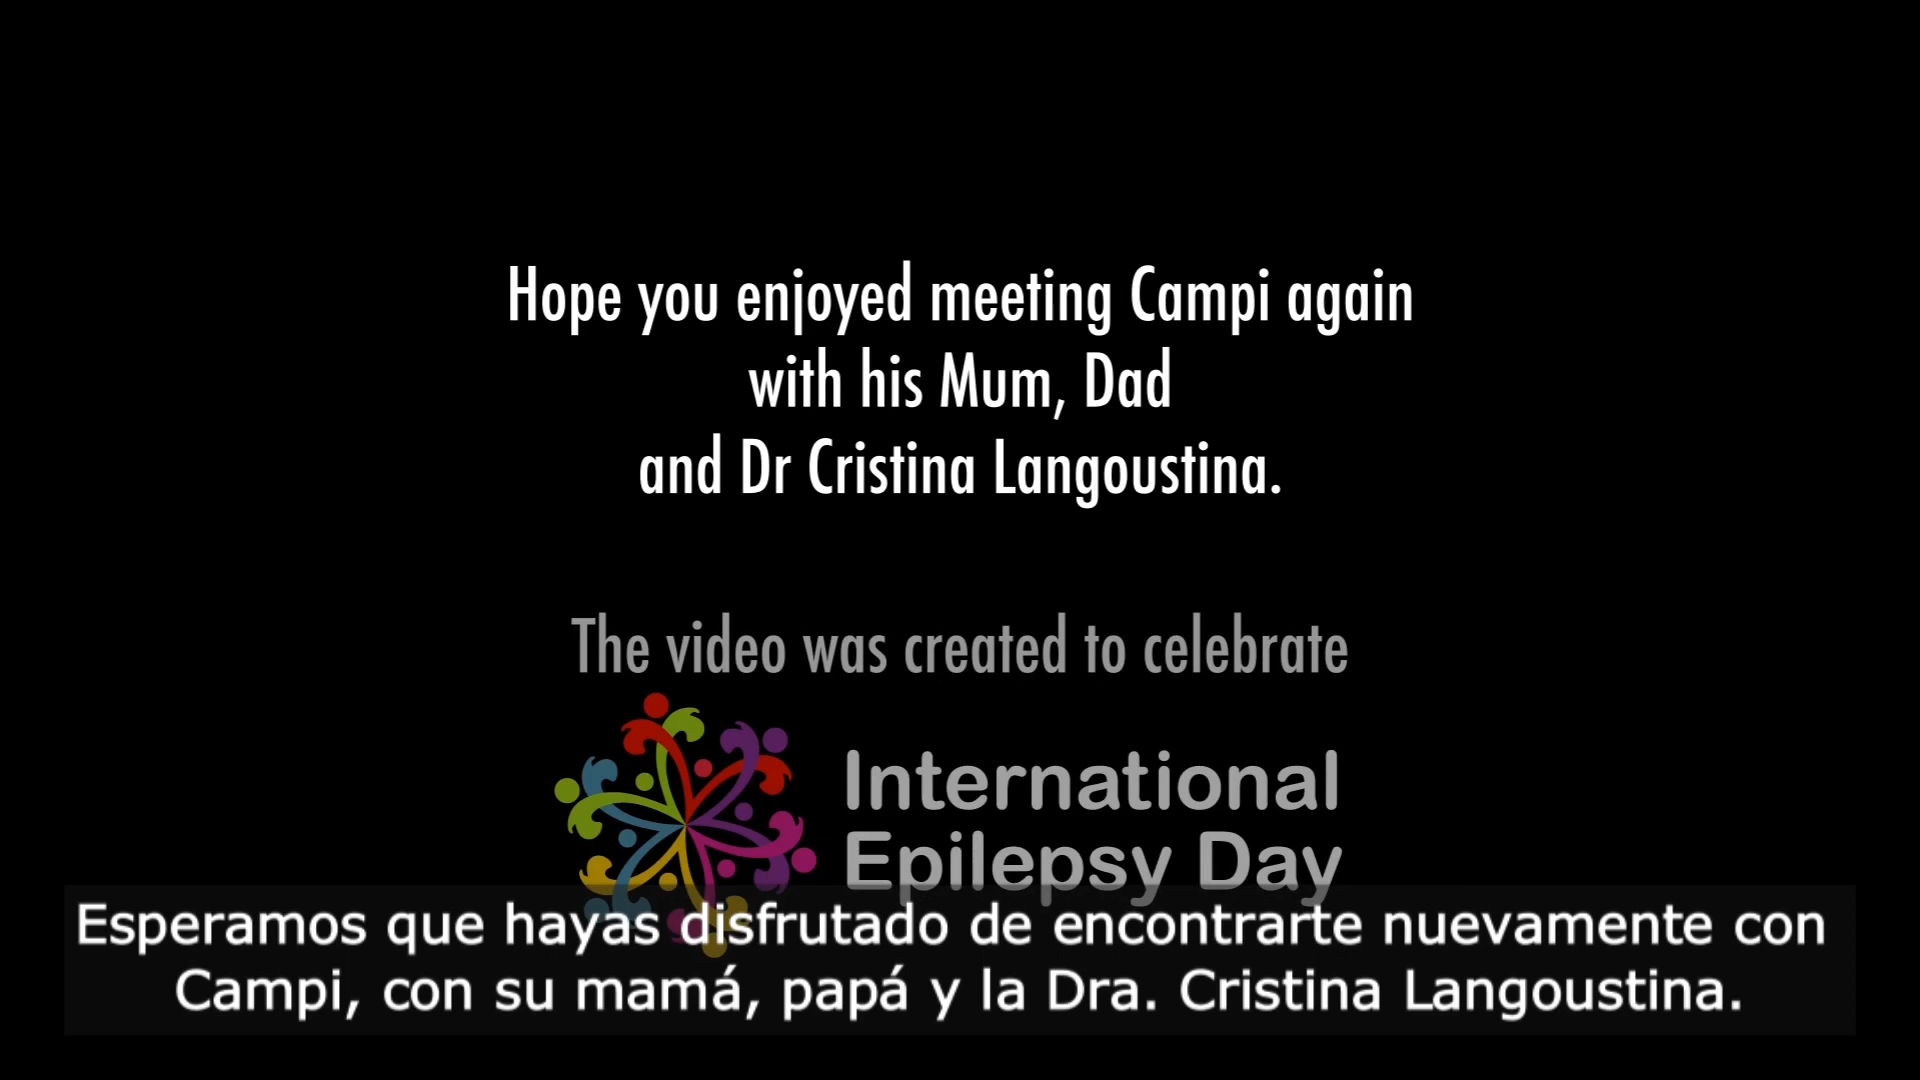 Hope you enjoyed meeting Campi again
with his Mum, Dad
and Dr Cristina Langoustina.
The video was created to celebrate
International
Epilepsy Day
Esperamos que hayas disfrutado de encontrarte nuevamente con
Campi, con su mamá, papá y la Dra. Cristina Langoustina.